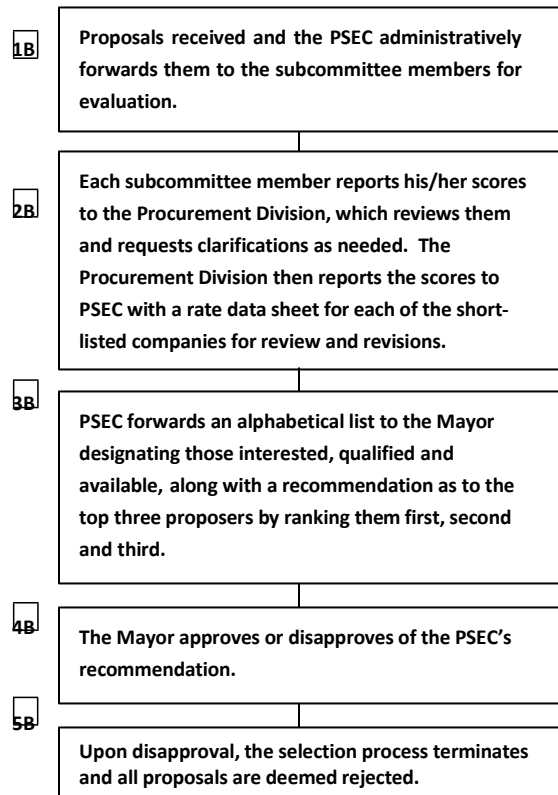 1B
Proposals received and the PSEC administratively
forwards them to the subcommittee members for
evaluation.
2B
Each subcommittee member reports his/her scores
to the Procurement Division, which reviews them
and requests clarifications as needed. The
Procurement Division then reports the scores to
PSEC with a rate data sheet for each of the short-
listed companies for review and revisions.
3B
PSEC forwards an alphabetical list to the Mayor
designating those interested, qualified and
available, along with a recommendation as to the
top three proposers by ranking them first, second
and third.
4B
The Mayor approves or disapproves of the PSEC’s
recommendation.
5B
Upon disapproval, the selection process terminates
and all proposals are deemed rejected.